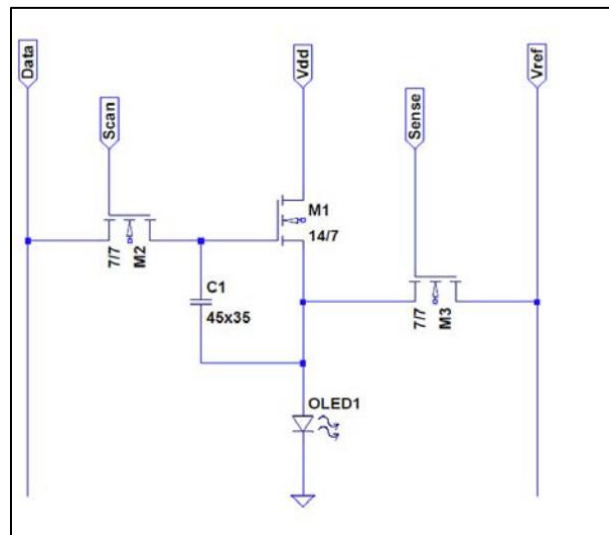 Data
Scan
Vdd
Sense
Vref
M1
14/7
7/7
M2
C1
45x35
7/7
M3
OLED1